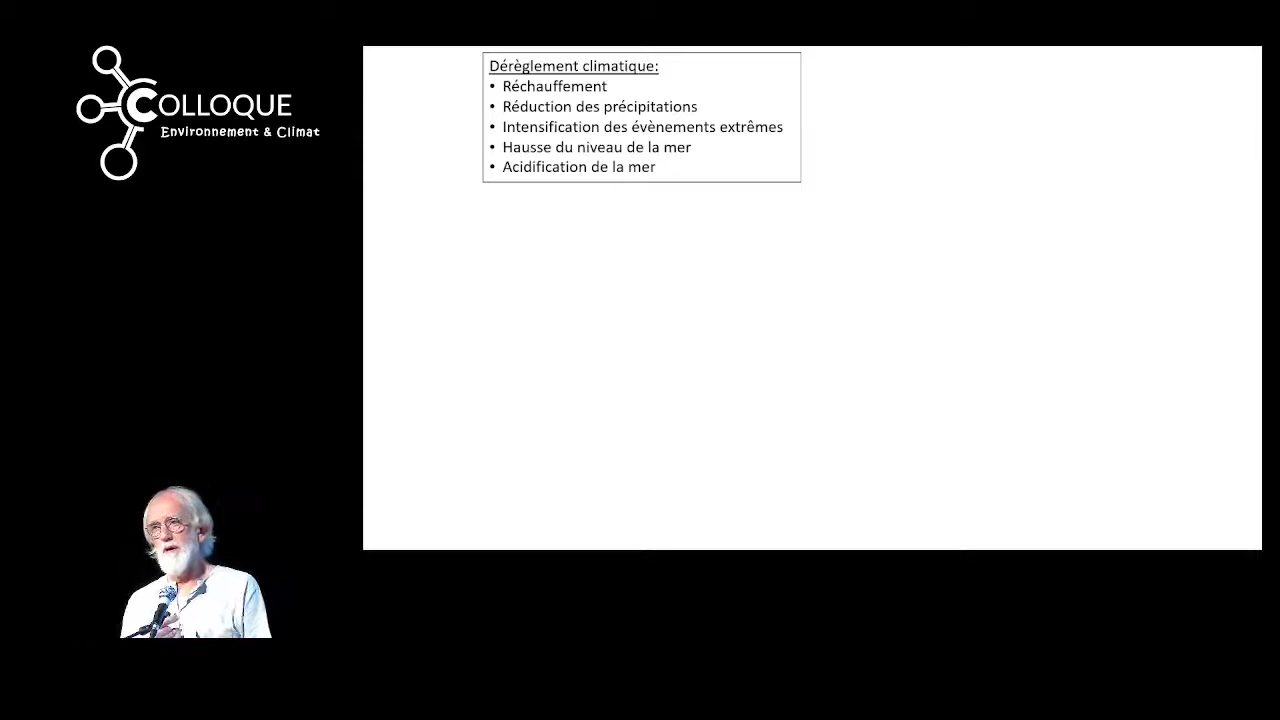 COLLOQUE
Environnement & Climat
Dérèglement climatique:
• Réchauffement
• Réduction des précipitations
• Intensification des évènements extrêmes
• Hausse du niveau de la mer
• Acidification de la mer